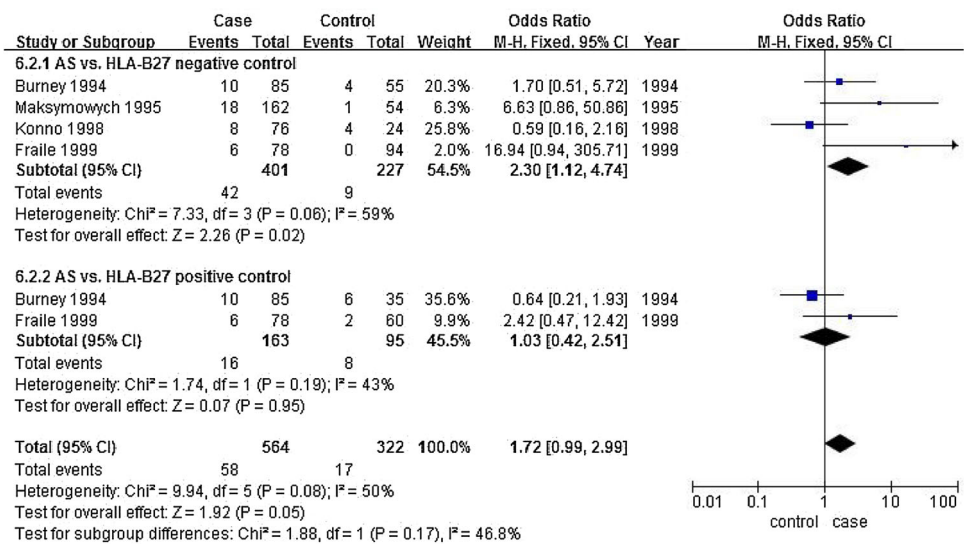 Case Control Odds Ratio Odds Ratio
Study or Subgroup Events Total Events Total Weight M-H, Fixed, 95% CI Year M-H, Fixed, 95% CI
6.2.1 AS vs. HLA-B27 negative control
Burney 1994 10 85 4 55 20.3% 1.70 [0.51, 5.72] 1994
Maksymowych 1995 18 162 1 54 6.3% 6.63 [0.86, 50.86] 1995
Konno 1998 8 76 4 24 25.8% 0.59 [0.16, 2.16] 1998
Fraile 1999 6 78 0 94 2.0% 16.94 [0.94, 305.71] 1999
Subtotal (95% CI) 401 227 54.5% 2.30 [1.12, 4.74]
Total events 42 9
Heterogeneity: Chi² = 7.33, df = 3 (P = 0.06); I² = 59%
Test for overall effect: Z = 2.26 (P = 0.02)
6.2.2 AS vs. HLA-B27 positive control
Burney 1994 10 85 6 35 35.6% 0.64 [0.21, 1.93] 1994
Fraile 1999 6 78 2 60 9.9% 2.42 [0.47, 12.42] 1999
Subtotal (95% CI) 163 95 45.5% 1.03 [0.42, 2.51]
Total events 16 8
Heterogeneity: Chi² = 1.74, df = 1 (P = 0.19); I² = 43%
Test for overall effect: Z = 0.07 (P = 0.95)
Total (95% CI) 564 322 100.0% 1.72 [0.99, 2.99]
Total events 58 17
Heterogeneity: Chi² = 9.94, df = 5 (P = 0.08); I² = 50%
Test for overall effect: Z = 1.92 (P = 0.05)
Test for subgroup differences: Chi² = 1.88, df = 1 (P = 0.17), I² = 46.8%
0.01 0.1 1 10 100
control case